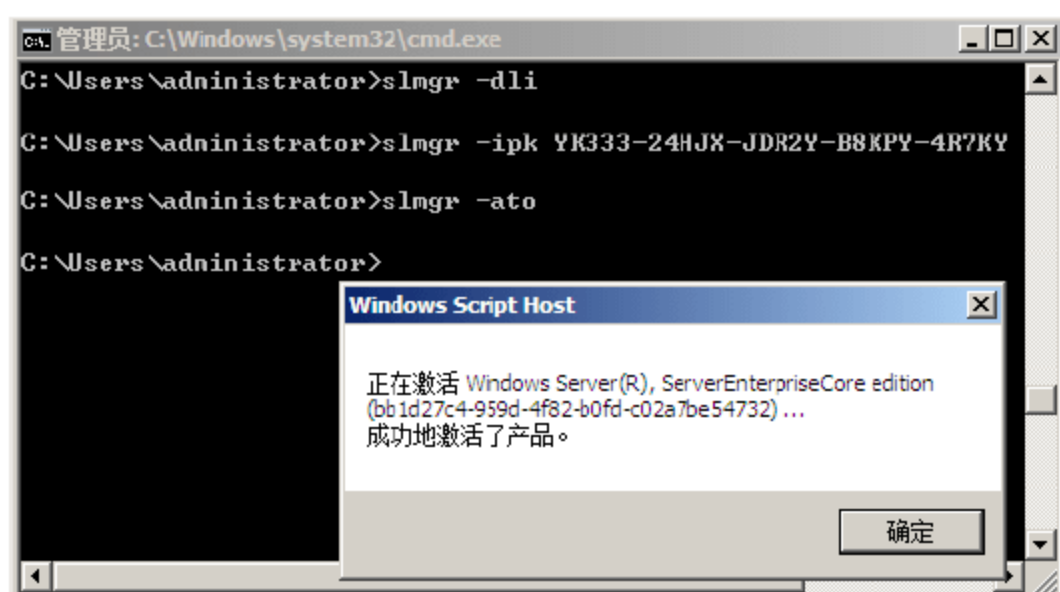 管理员: C:\Windows\system32\cmd.exe
C:\Users\administrator>slmgr -dli
C:\Users\administrator>slmgr -ipk YK333-24HJX-JDR2Y-B8KPY-4R7KY
C:\Users\administrator>slmgr -ato
C:\Users\administrator>
Windows Script Host
正在激活 Windows Server(R), ServerEnterpriseCore edition
(bb1d27c4-959d-4f82-b0fd-c02a7be54732) ...
成功地激活了产品。
确定